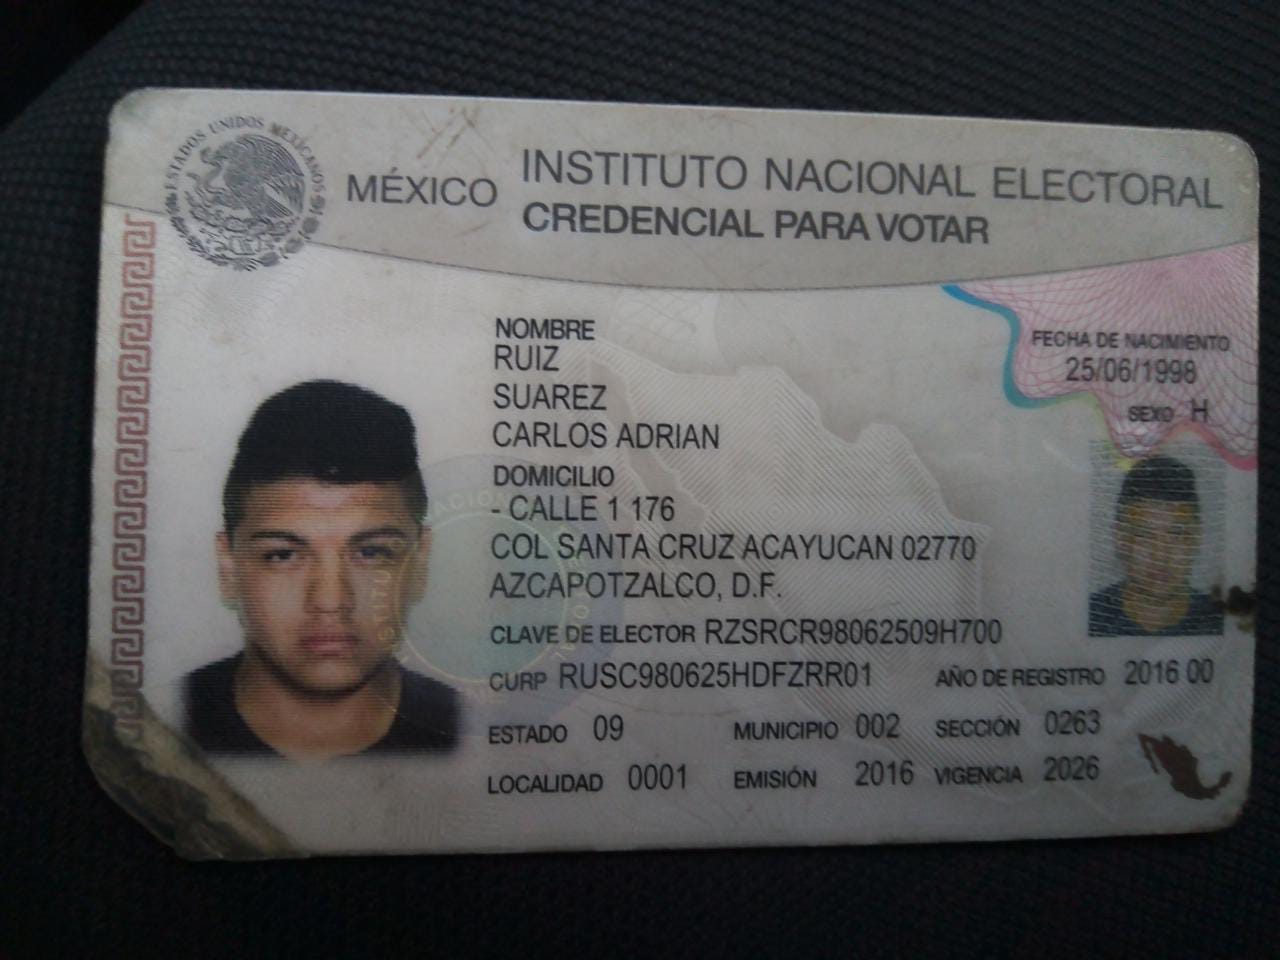 ESTADOS UNIDOS MEXICANOS
MÉXICO
INSTITUTO NACIONAL ELECTORAL
CREDENCIAL PARA VOTAR
NOMBRE
RUIZ
SUAREZ
CARLOS ADRIAN
FECHA DE NACIMIENTO
25/06/1998
SEXO H
DOMICILIO
- CALLE 1 176
COL SANTA CRUZ ACAYUCAN 02770
AZCAPOTZALCO, D.F.
CLAVE DE ELECTOR RZSRCR98062509H700
CURP RUSC980625HDFZRR01 AÑO DE REGISTRO 2016 00
ESTADO 09 MUNICIPIO 002 SECCIÓN 0263
LOCALIDAD 0001 EMISIÓN 2016 VIGENCIA 2026